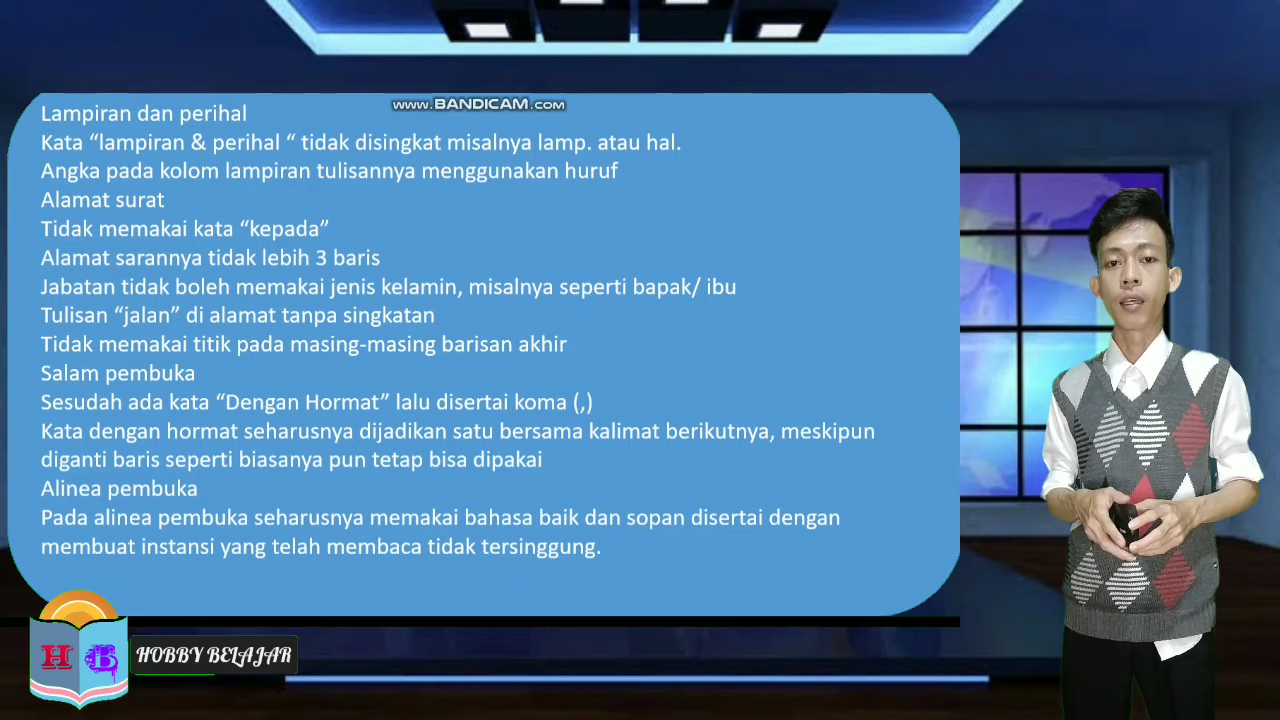 www.BANDICAM.com
Lampiran dan perihal
Kata “lampiran & perihal “ tidak disingkat misalnya lamp. atau hal.
Angka pada kolom lampiran tulisannya menggunakan huruf
Alamat surat
Tidak memakai kata “kepada”
Alamat sarannya tidak lebih 3 baris
Jabatan tidak boleh memakai jenis kelamin, misalnya seperti bapak/ ibu
Tulisan “jalan” di alamat tanpa singkatan
Tidak memakai titik pada masing-masing barisan akhir
Salam pembuka
Sesudah ada kata “Dengan Hormat” lalu disertai koma (,)
Kata dengan hormat seharusnya dijadikan satu bersama kalimat berikutnya, meskipun
diganti baris seperti biasanya pun tetap bisa dipakai
Alinea pembuka
Pada alinea pembuka seharusnya memakai bahasa baik dan sopan disertai dengan
membuat instansi yang telah membaca tidak tersinggung.
H B
HOBBY BELAJAR